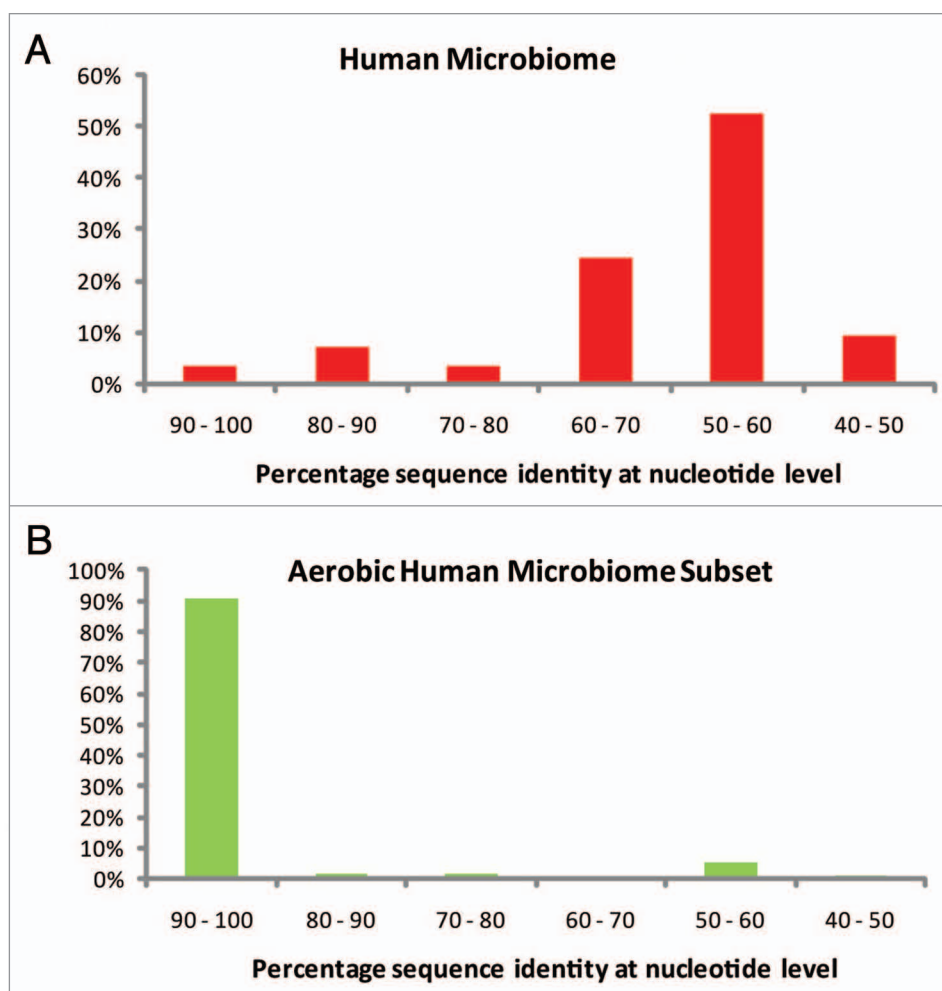 A
Human Microbiome
60%
50%
40%
30%
20%
10%
0%
90 - 100 80 - 90 70 - 80 60 - 70 50 - 60 40 - 50
Percentage sequence identity at nucleotide level
B
Aerobic Human Microbiome Subset
100%
90%
80%
70%
60%
50%
40%
30%
20%
10%
0%
90 - 100 80 - 90 70 - 80 60 - 70 50 - 60 40 - 50
Percentage sequence identity at nucleotide level